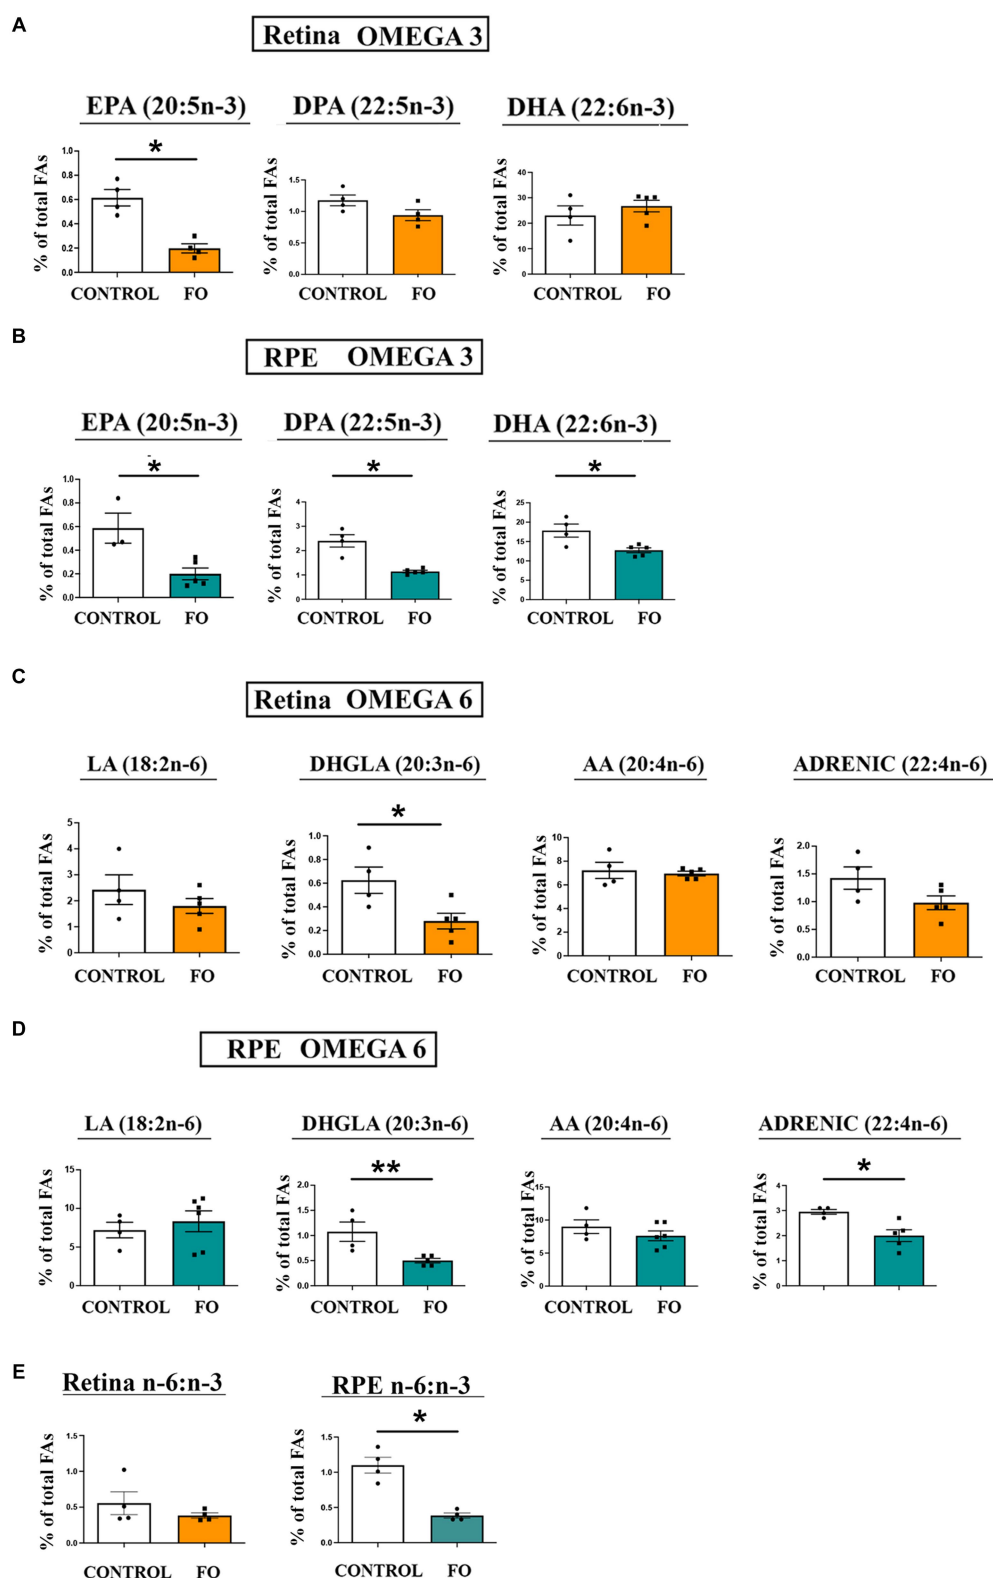 A
Retina OMEGA 3
EPA (20:5n-3) DPA (22:5n-3) DHA (22:6n-3)
*
% of total FAs
1.0
0.8
0.6
0.4
0.2
0.0
CONTROL FO
% of total FAs
1.5
1.0
0.5
0.0
CONTROL FO
% of total FAs
40
30
20
10
0
CONTROL FO
B
RPE OMEGA 3
EPA (20:5n-3) DPA (22:5n-3) DHA (22:6n-3)
*
% of total FAs
1.0
0.8
0.6
0.4
0.2
0.0
CONTROL FO
*
% of total FAs
4
3
2
1
0
CONTROL FO
*
% of total FAs
25
20
15
10
5
0
CONTROL FO
C
Retina OMEGA 6
LA (18:2n-6) DHGLA (20:3n-6) AA (20:4n-6) ADRENIC (22:4n-6)
% of total FAs
5
4
3
2
1
0
CONTROL FO
*
% of total FAs
1.0
0.8
0.6
0.4
0.2
0.0
CONTROL FO
% of total FAs
10
8
6
4
2
0
CONTROL FO
% of total FAs
2.0
1.5
1.0
0.5
0.0
CONTROL FO
D
RPE OMEGA 6
LA (18:2n-6) DHGLA (20:3n-6) AA (20:4n-6) ADRENIC (22:4n-6)
% of total FAs
15
10
5
0
CONTROL FO
**
% of total FAs
2.0
1.5
1.0
0.5
0.0
CONTROL FO
% of total FAs
15
10
5
0
CONTROL FO
*
% of total FAs
4
3
2
1
0
CONTROL FO
E
Retina n-6:n-3 RPE n-6:n-3
% of total FAs
1.5
1.0
0.5
0.0
CONTROL FO
*
% of total FAs
1.5
1.0
0.5
0.0
CONTROL FO